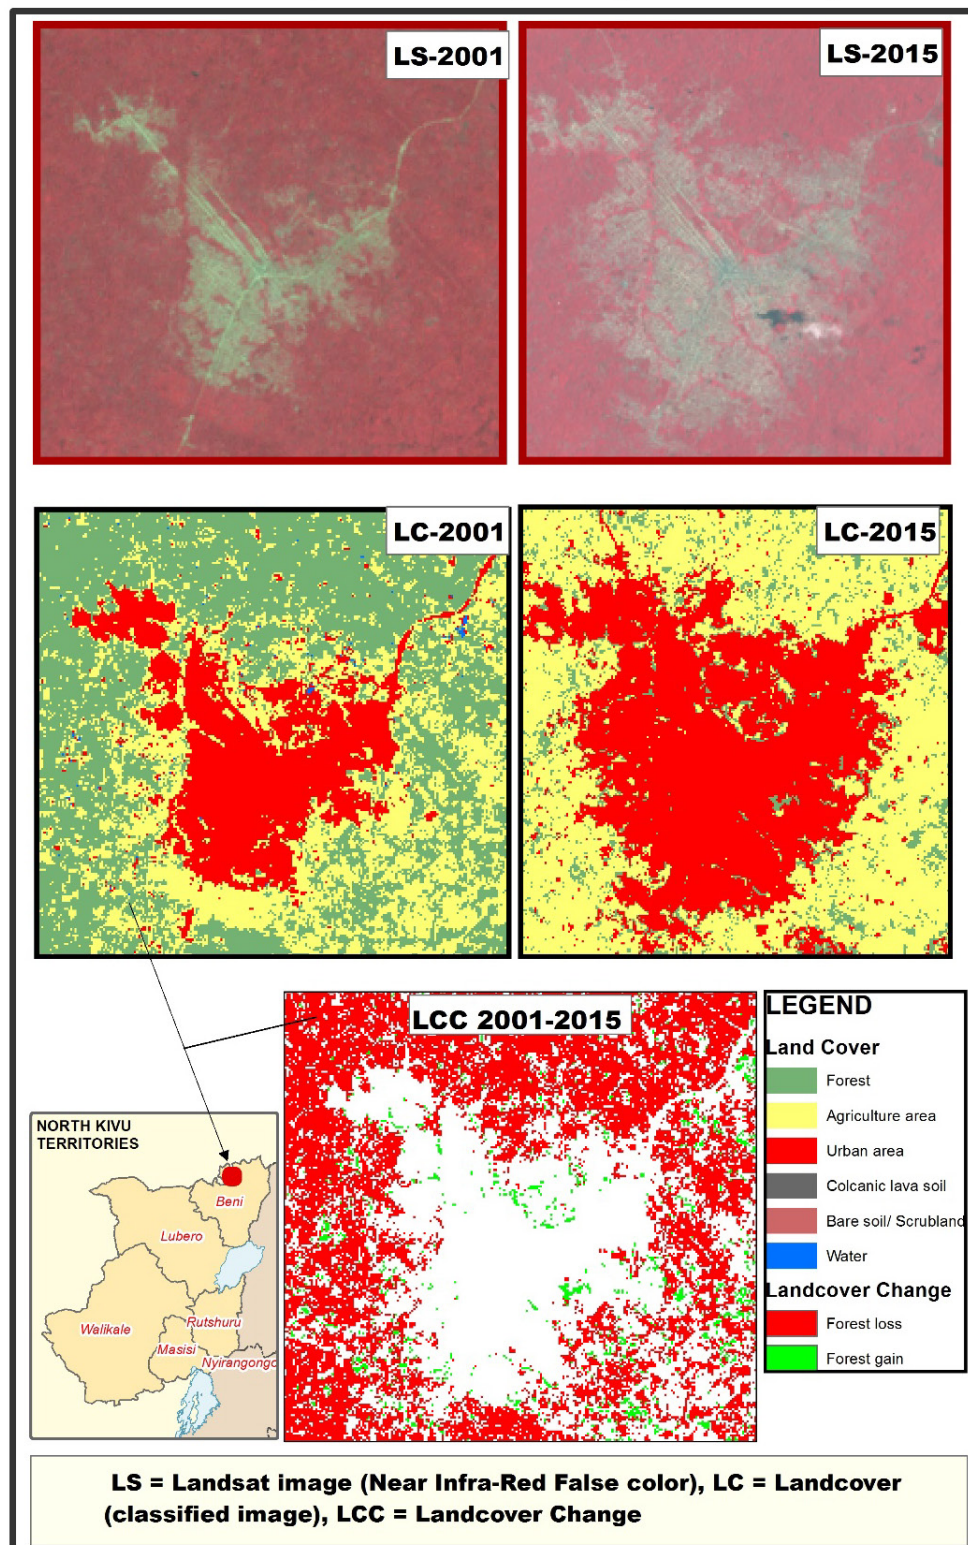 LS-2001
LS-2015
LC-2001
LC-2015
LCC 2001-2015
LEGEND
Land Cover
Forest
Agriculture area
Urban area
Colcanic lava soil
Bare soil/ Scrubland
Water
Landcover Change
Forest loss
Forest gain
NORTH KIVU
TERRITORIES
Beni
Lubero
Walikale
Rutshuru
Masisi
Nyirangongo
LS = Landsat image (Near Infra-Red False color), LC = Landcover
(classified image), LCC = Landcover Change